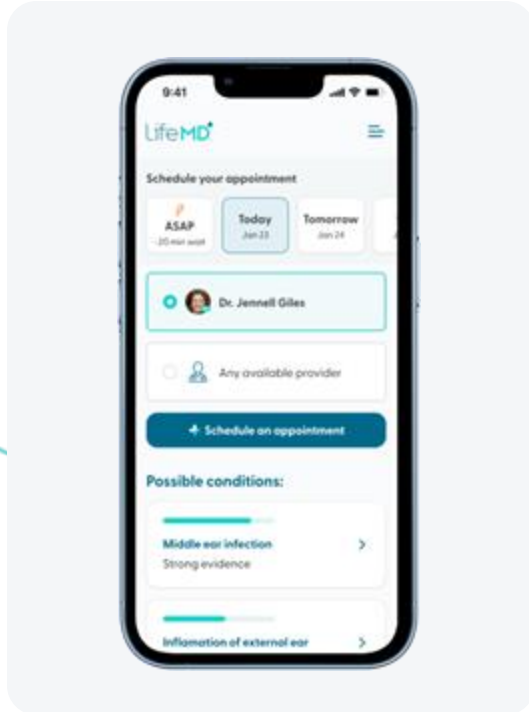 9:41
LifeMD
Schedule your appointment
ASAP
20 min wait
Today
Jan 23
Tomorrow
Jan 24
Dr. Jennell Giles
Any available provider
Schedule an appointment
Possible conditions:
Middle ear infection
Strong evidence
Inflamation of external ear